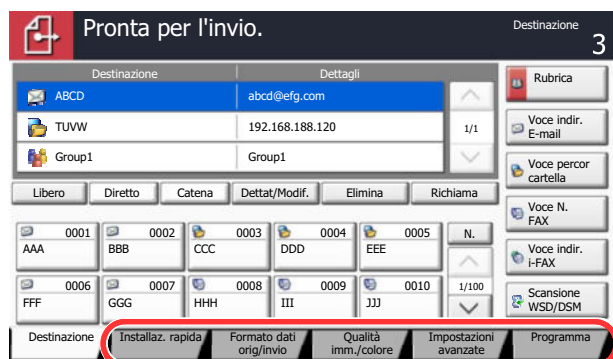 Pronta per l'invio.
Destinazione
3
Destinazione Dettagli
ABCD abcd@efg.com
TUVW 192.168.188.120
Group1 Group1
1/1
Libero Diretto Catena Dettat/Modif. Elimina Richiama
0001 0002 0003 0004 0005 N.
AAA BBB CCC DDD EEE
0006 0007 0008 0009 0010 1/100
FFF GGG HHH III JJJ
Rubrica
Voce indir.
E-mail
Voce percor
cartella
Voce N.
FAX
Voce indir.
i-FAX
Scansione
WSD/DSM
Destinazione
Installaz. rapida
Formato dati
orig/invio
Qualità
imm./colore
Impostazioni
avanzate
Programma